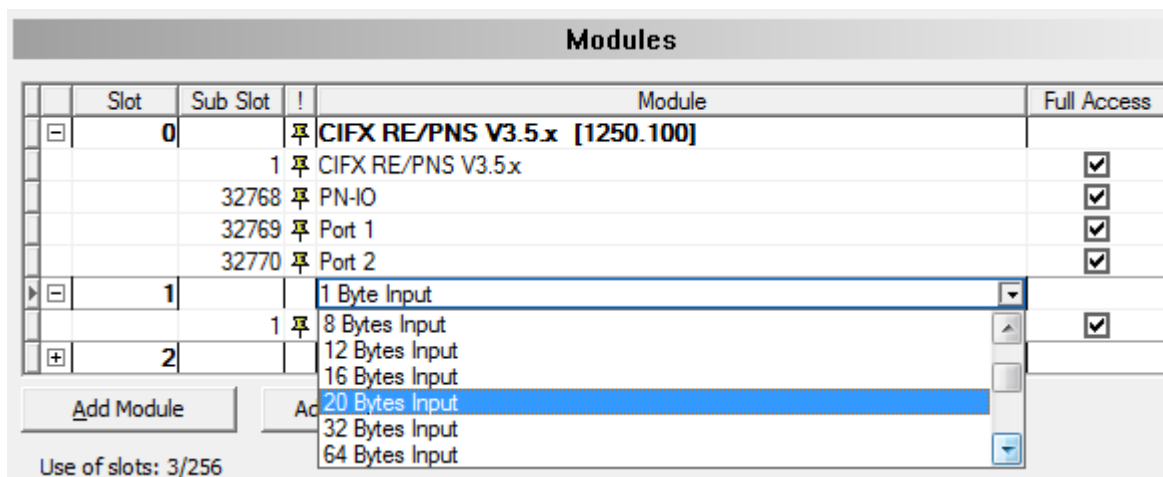 Modules
Slot Sub Slot ! Module Full Access
0 CIFX RE/PNS V3.5.x [1250.100]
1 CIFX RE/PNS V3.5.x
32768 PN-IO
32769 Port 1
32770 Port 2
1 1 Byte Input
1 8 Bytes Input
12 Bytes Input
2
16 Bytes Input
Add Module 20 Bytes Input
32 Bytes Input
Use of slots: 3/256 64 Bytes Input